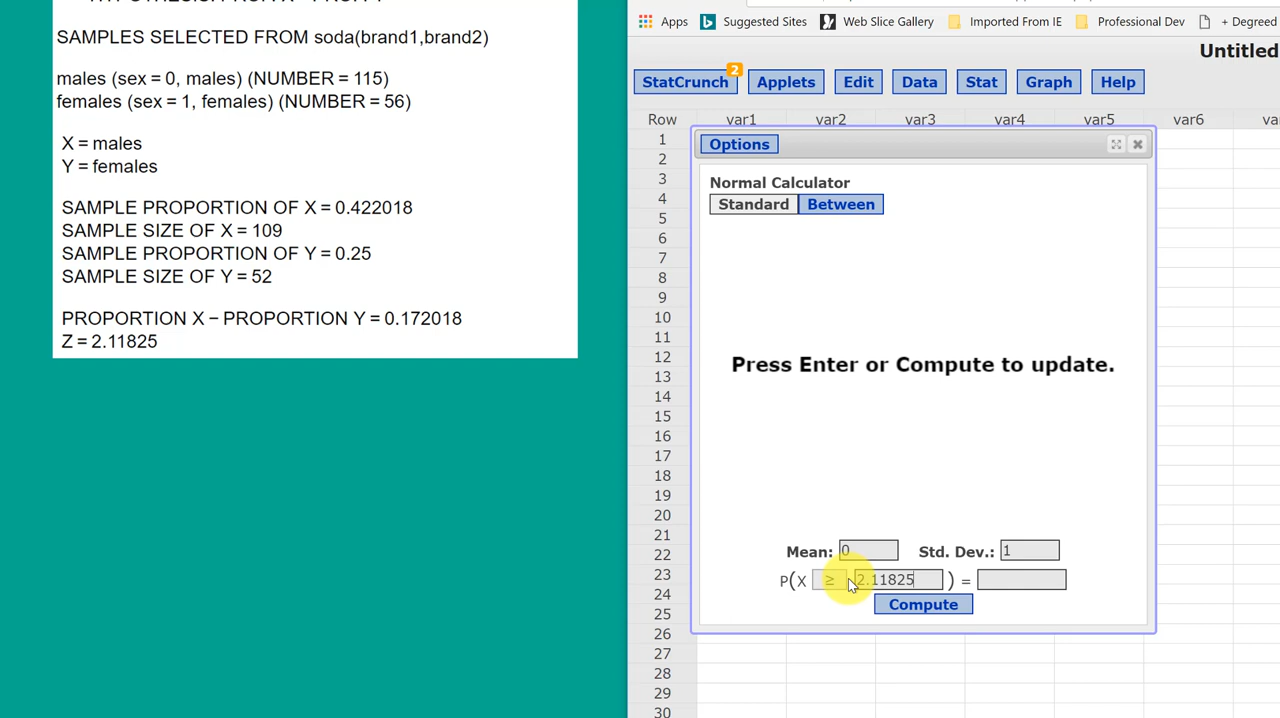 SAMPLES SELECTED FROM soda(brand1,brand2)
males (sex = 0, males) (NUMBER = 115)
females (sex = 1, females) (NUMBER = 56)
X = males
Y = females
SAMPLE PROPORTION OF X = 0.422018
SAMPLE SIZE OF X = 109
SAMPLE PROPORTION OF Y = 0.25
SAMPLE SIZE OF Y = 52
PROPORTION X – PROPORTION Y = 0.172018
Z = 2.11825
Apps Suggested Sites Web Slice Gallery Imported From IE Professional Dev + Degreed
Untitled
StatCrunch 2 Applets Edit Data Stat Graph Help
Row var1 var2 var3 var4 var5 var6
1
2
3
4
5
6
7
8
9
10
11
12
13
14
15
16
17
18
19
20
21
22
23
24
25
26
27
28
29
30
Options
Normal Calculator
Standard Between
Press Enter or Compute to update.
Mean: 0 Std. Dev.: 1
P(X ≥ 2.11825 ) =
Compute